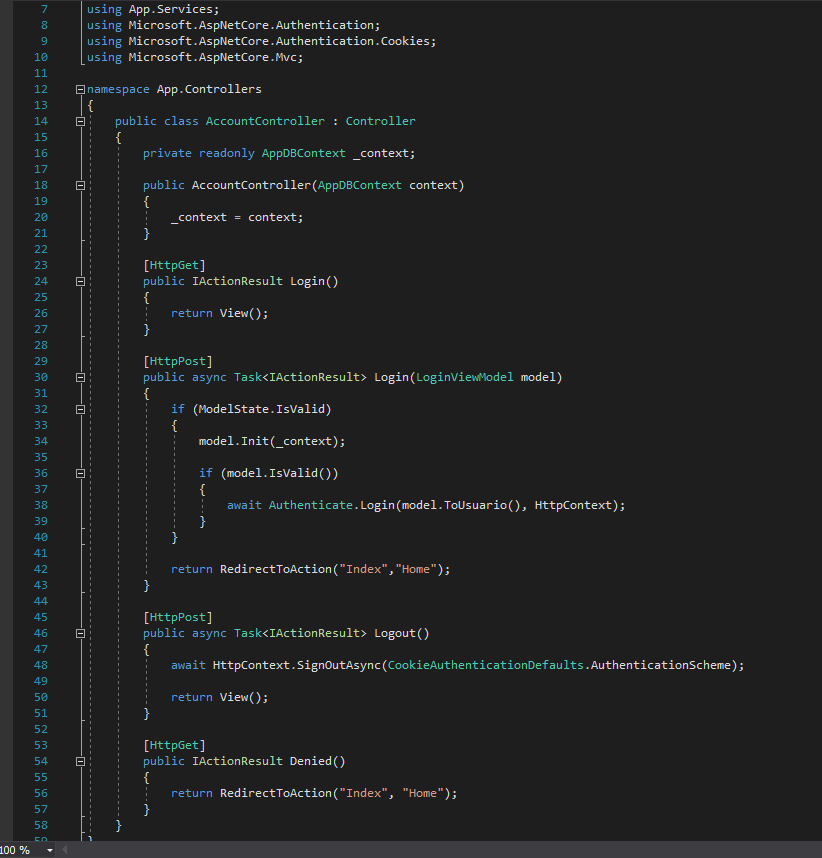 7 using App.Services;
8 using Microsoft.AspNetCore.Authentication;
9 using Microsoft.AspNetCore.Authentication.Cookies;
10 using Microsoft.AspNetCore.Mvc;
11
12 namespace App.Controllers
13 {
14     public class AccountController : Controller
15     {
16         private readonly AppDBContext _context;
17
18         public AccountController(AppDBContext context)
19         {
20             _context = context;
21         }
22
23         [HttpGet]
24         public IActionResult Login()
25         {
26             return View();
27         }
28
29         [HttpPost]
30         public async Task<IActionResult> Login(LoginViewModel model)
31         {
32             if (ModelState.IsValid)
33             {
34                 model.Init(_context);
35
36                 if (model.IsValid())
37                 {
38                     await Authenticate.Login(model.ToUsuario(), HttpContext);
39                 }
40             }
41
42             return RedirectToAction("Index","Home");
43         }
44
45         [HttpPost]
46         public async Task<IActionResult> Logout()
47         {
48             await HttpContext.SignOutAsync(CookieAuthenticationDefaults.AuthenticationScheme);
49
50             return View();
51         }
52
53         [HttpGet]
54         public IActionResult Denied()
55         {
56             return RedirectToAction("Index", "Home");
57         }
58     }
59 }
100 %